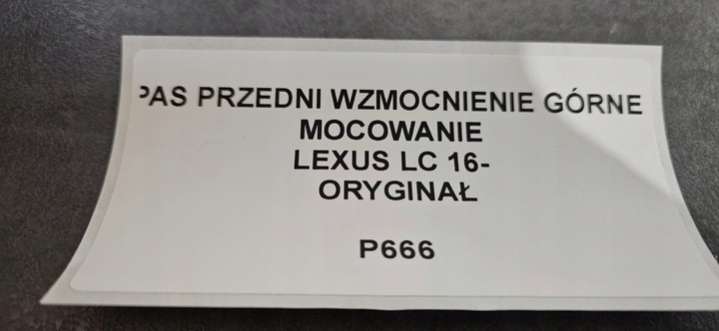 PAS PRZEDNI WZMOCNIENIE GÓRNE
MOCOWANIE
LEXUS LC 16-
ORYGINAŁ
P666